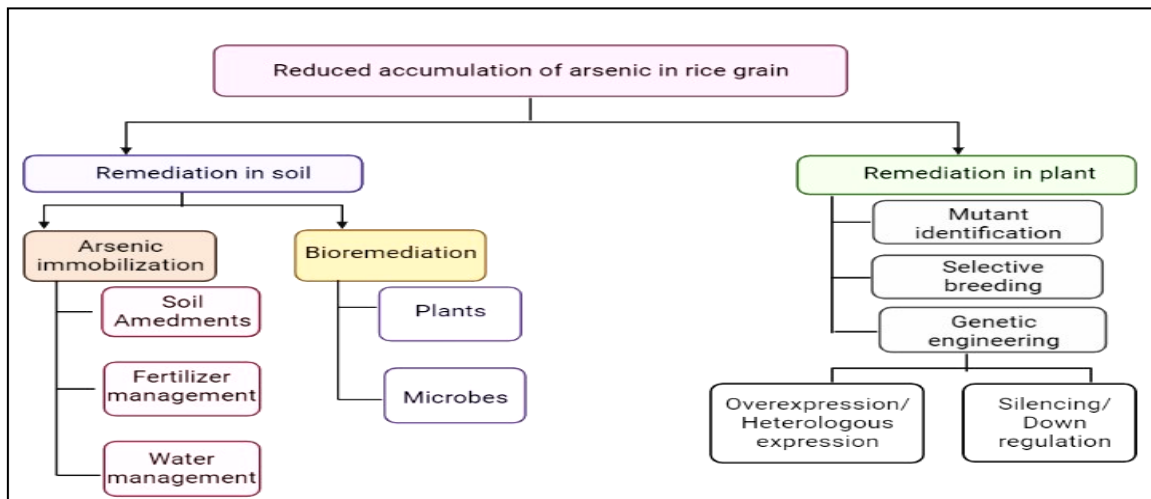 Reduced accumulation of arsenic in rice grain
Remediation in soil
Remediation in plant
Arsenic
immobilization
Bioremediation
Soil
Amedments
Fertilizer
management
Water
management
Plants
Microbes
Mutant
identification
Selective
breeding
Genetic
engineering
Overexpression/
Heterologous
expression
Silencing/
Down
regulation